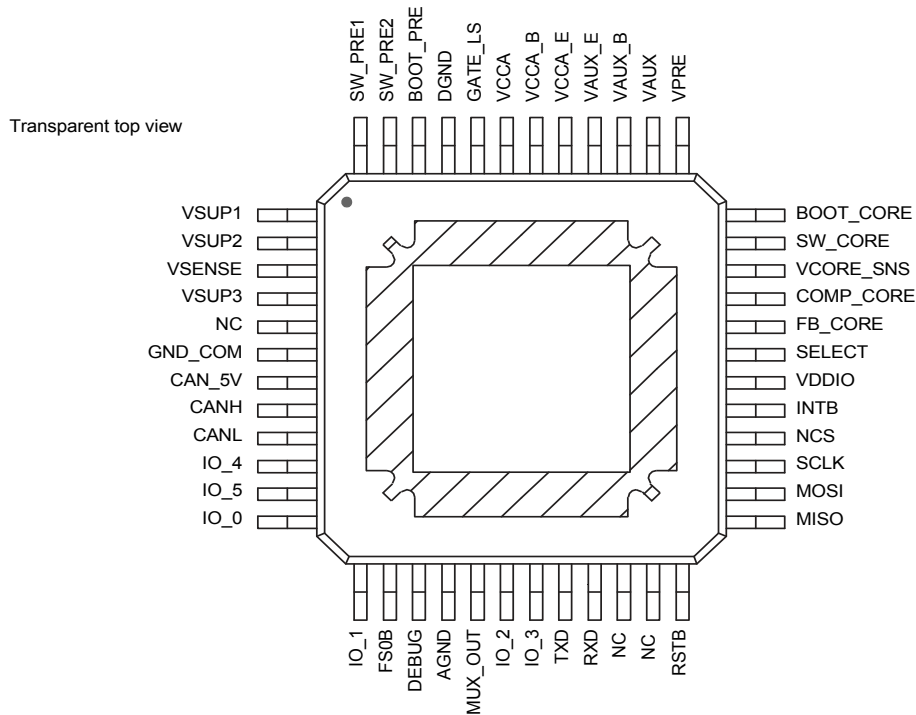 SW_PRE1
SW_PRE2
BOOT_PRE
DGND
GATE_LS
VCCA
VCCA_B
VCCA_E
VAUX_E
VAUX_B
VAUX
VPRE
Transparent top view
VSUP1
VSUP2
VSENSE
VSUP3
NC
GND_COM
CAN_5V
CANH
CANL
IO_4
IO_5
IO_0
BOOT_CORE
SW_CORE
VCORE_SNS
COMP_CORE
FB_CORE
SELECT
VDDIO
INTB
NCS
SCLK
MOSI
MISO
IO_1
FS0B
DEBUG
AGND
MUX_OUT
IO_2
IO_3
TXD
RXD
NC
NC
RSTB